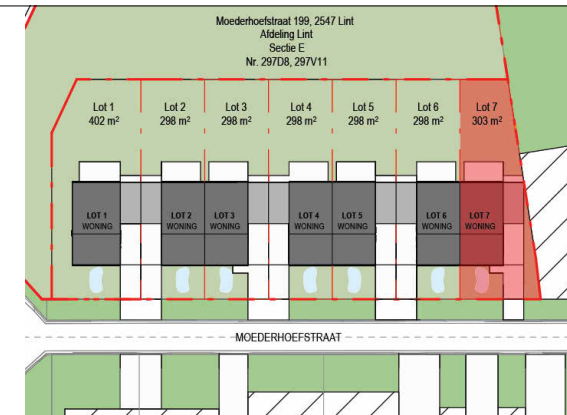 Moederhoefstraat 199, 2547 Lint
Afdeling Lint
Sectie E
Nr. 297D8, 297V11
Lot 1
402 m²
Lot 2
298 m²
Lot 3
298 m²
Lot 4
298 m²
Lot 5
298 m²
Lot 6
298 m²
Lot 7
303 m²
LOT 1
WONING
LOT 2
WONING
LOT 3
WONING
LOT 4
WONING
LOT 5
WONING
LOT 6
WONING
LOT 7
WONING
MOEDERHOEFSTRAAT